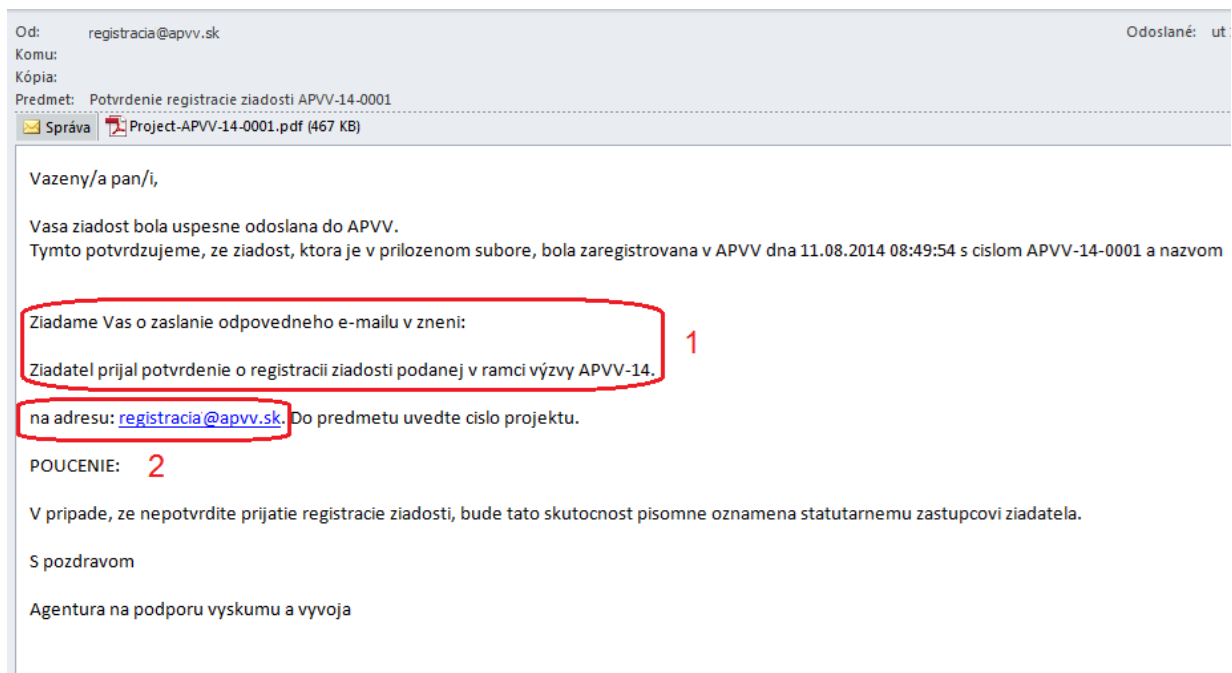 Od: registracia@apvv.sk Odoslané: ut
Komu:
Kópia:
Predmet: Potvrdenie registracie ziadosti APVV-14-0001
Správa Project-APVV-14-0001.pdf (467 KB)
Vazeny/a pan/i,
Vasa ziadost bola uspesne odoslana do APVV.
Tymto potvrdzujeme, ze ziadost, ktora je v prilozenom subore, bola zaregistrovana v APVV dna 11.08.2014 08:49:54 s cislom APVV-14-0001 a nazvom
Ziadame Vas o zaslanie odpovedneho e-mailu v zneni:
1
Ziadatel prijal potvrdenie o registracii ziadosti podanej v ramci výzvy APVV-14.
na adresu: registracia@apvv.sk. Do predmetu uvedte cislo projektu.
POUCENIE: 2
V pripade, ze nepotvrdite prijatie registracie ziadosti, bude tato skutocnost pisomne oznamena statutarnemu zastupcovi ziadatela.
S pozdravom
Agentura na podporu vyskumu a vyvoja